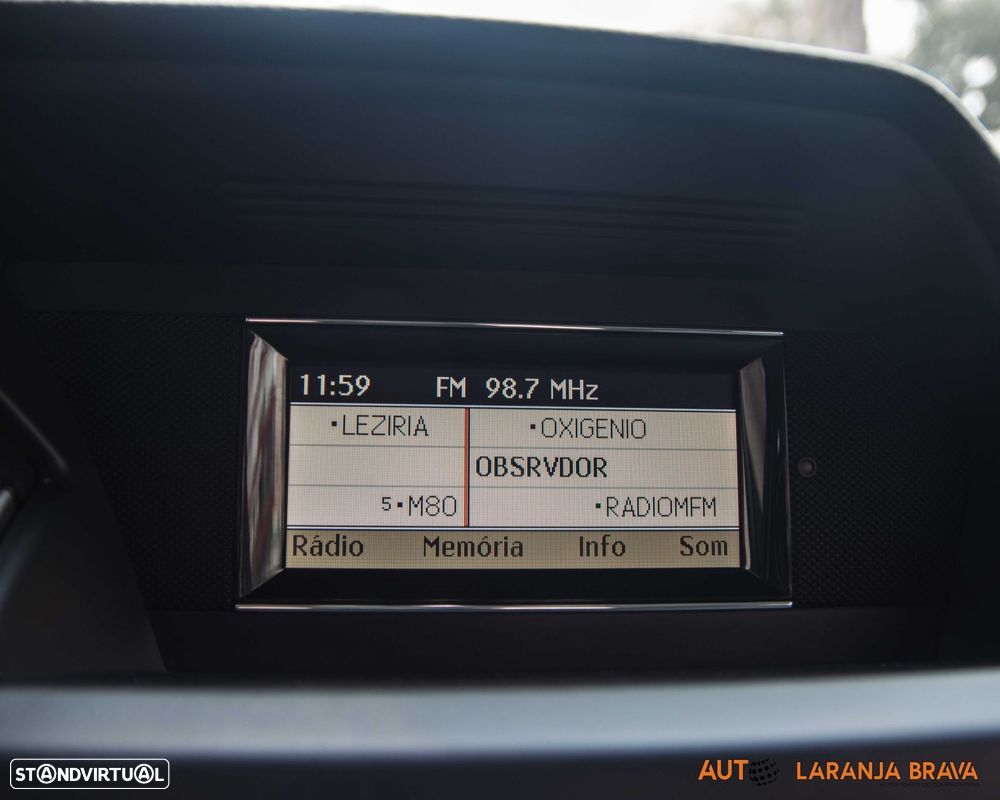 11:59 FM 98.7 MHz
·LEZIRIA ·OXIGENIO
OBSRVDOR
5·M80 ·RADIOMFM
Rádio Memória Info Som
STANDVIRTUAL
AUTO LARANJA BRAVA